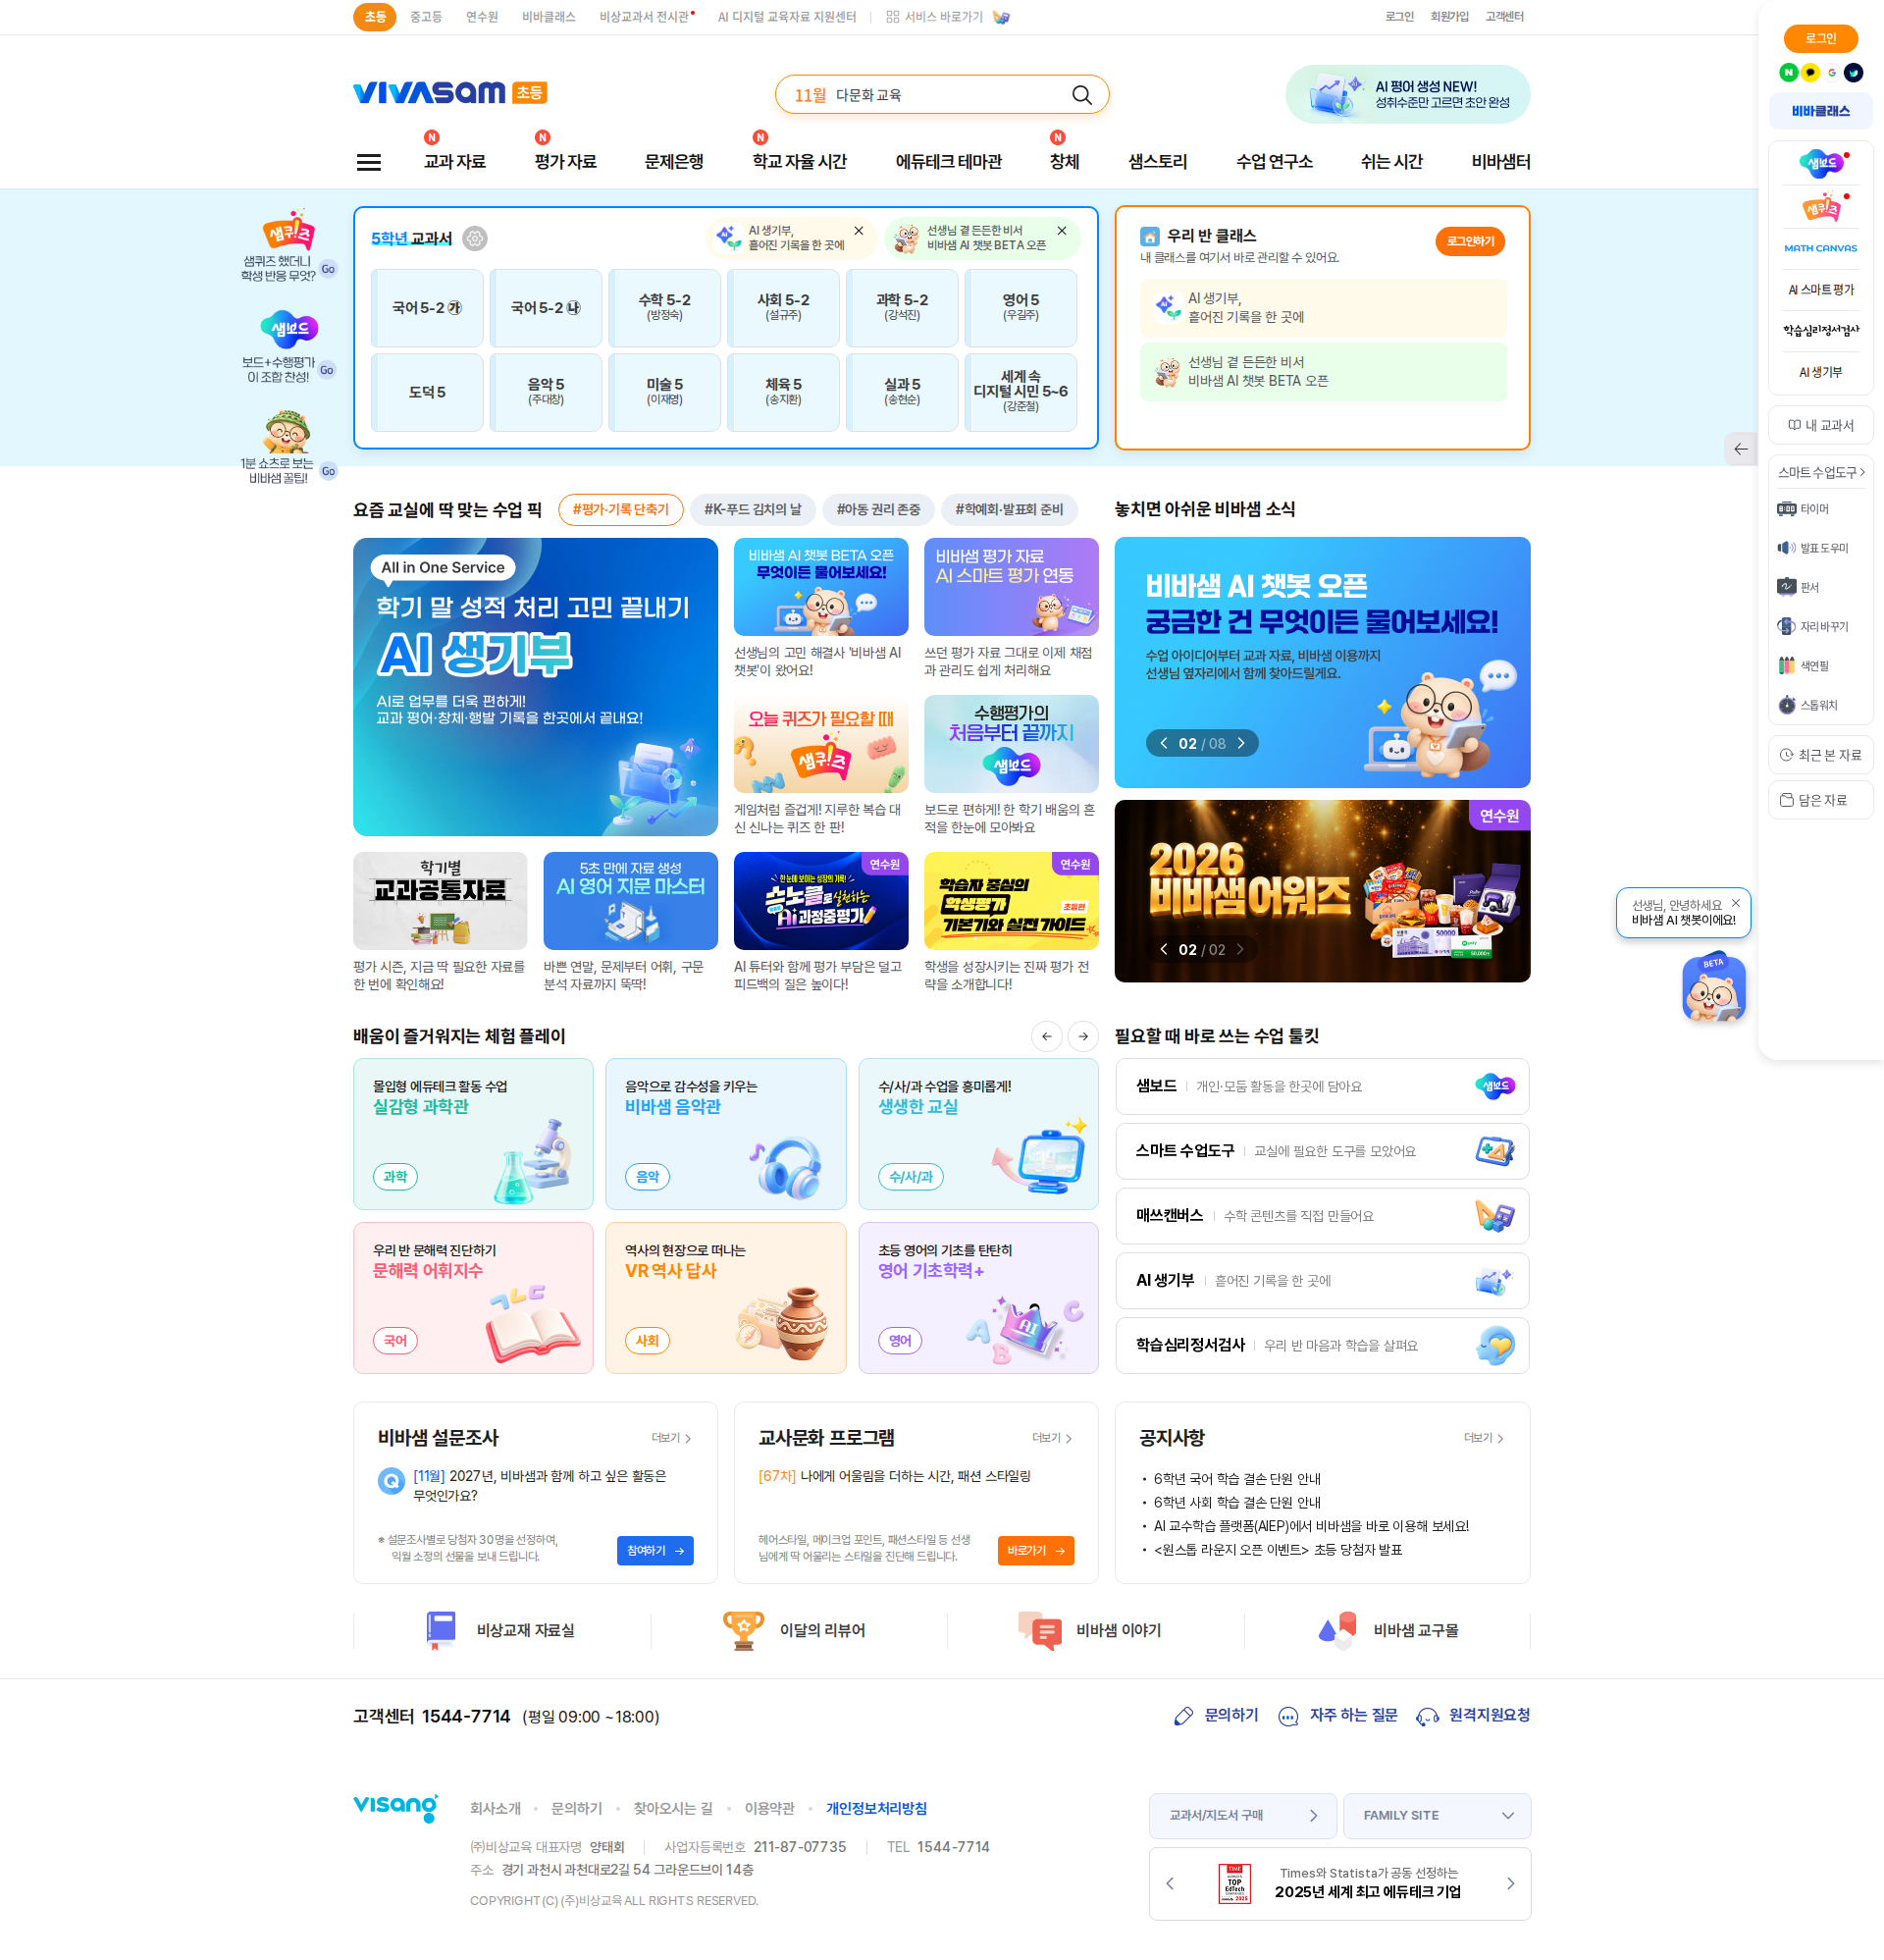 초등 중고등 연수원 비바클래스 비상교과서 전시관 AI 디지털 교육자료 지원센터 서비스 바로가기
로그인 회원가입 고객센터
VIVASAM 초등
11월 다문화 교육
AI 평어 생성 NEW!
성취수준만 고르면 초안 완성
N N N N
교과 자료 평가 자료 문제은행 학교 자율 시간 에듀테크 테마관 창체 샘스토리 수업 연구소 쉬는 시간 비바샘터
샘퀴!즈
샘퀴즈 했더니
학생 반응 무엇?
Go
샘보드
보드+수행평가
이 조합 찬성!
Go
1분 쇼츠로 보는
비바샘 꿀팁!
Go
5학년 교과서
AI 생기부,
흩어진 기록을 한 곳에
선생님 곁 든든한 비서
비바샘 AI 챗봇 BETA 오픈
국어 5-2 ㉮
국어 5-2 ㉯
수학 5-2
(방정숙)
사회 5-2
(설규주)
과학 5-2
(강석진)
영어 5
(우길주)
도덕 5
음악 5
(주대창)
미술 5
(이재영)
체육 5
(송지환)
실과 5
(송현순)
세계 속
디지털 시민 5~6
(강준철)
우리 반 클래스
내 클래스를 여기서 바로 관리할 수 있어요.
로그인하기
AI 생기부,
흩어진 기록을 한 곳에
선생님 곁 든든한 비서
비바샘 AI 챗봇 BETA 오픈
요즘 교실에 딱 맞는 수업 픽
#평가·기록 단축기 #K-푸드 김치의 날 #아동 권리 존중 #학예회·발표회 준비
All in One Service
학기 말 성적 처리 고민 끝내기
AI 생기부
AI로 업무를 더욱 편하게!
교과 평어·창체·행발 기록을 한곳에서 끝내요!
AI
비바샘 AI 챗봇 BETA 오픈
무엇이든 물어보세요!
선생님의 고민 해결사 '비바샘 AI
챗봇'이 왔어요!
비바샘 평가 자료
AI 스마트 평가 연동
쓰던 평가 자료 그대로 이제 채점
과 관리도 쉽게 처리해요
오늘 퀴즈가 필요할 때
샘퀴!즈
게임처럼 즐겁게! 지루한 복습 대
신 신나는 퀴즈 한 판!
수행평가의
처음부터 끝까지
샘보드
보드로 편하게! 한 학기 배움의 흔
적을 한눈에 모아봐요
학기별
교과공통자료
평가 시즌, 지금 딱 필요한 자료를
한 번에 확인해요!
5초 만에 자료 생성
AI 영어 지문 마스터
바쁜 연말, 문제부터 어휘, 구문
분석 자료까지 뚝딱!
연수원
한눈에 보이는 성장의 기록!
스노클로 실천하는
Ai 과정중평가
AI 튜터와 함께 평가 부담은 덜고
피드백의 질은 높이다!
연수원
학습자 중심의
학생평가
초등편
기본기와 실전 가이드
학생을 성장시키는 진짜 평가 전
략을 소개합니다!
놓치면 아쉬운 비바샘 소식
비바샘 AI 챗봇 오픈
궁금한 건 무엇이든 물어보세요!
수업 아이디어부터 교과 자료, 비바샘 이용까지
선생님 옆자리에서 함께 찾아드릴게요.
02 / 08
연수원
2026
비바샘 어워즈
02 / 02
배움이 즐거워지는 체험 플레이
몰입형 에듀테크 활동 수업
실감형 과학관
과학
음악으로 감수성을 키우는
비바샘 음악관
음악
수/사/과 수업을 흥미롭게!
생생한 교실
수/사/과
우리 반 문해력 진단하기
문해력 어휘지수
국어
역사의 현장으로 떠나는
VR 역사 답사
사회
초등 영어의 기초를 탄탄히
영어 기초학력+
영어
필요할 때 바로 쓰는 수업 툴킷
샘보드 개인·모둠 활동을 한곳에 담아요
샘보드
스마트 수업도구 교실에 필요한 도구를 모았어요
매쓰캔버스 수학 콘텐츠를 직접 만들어요
AI 생기부 흩어진 기록을 한 곳에
학습심리정서검사 우리 반 마음과 학습을 살펴요
비바샘 설문조사 더보기
Q [11월] 2027년, 비바샘과 함께 하고 싶은 활동은
무엇인가요?
※ 설문조사별로 당첨자 30명을 선정하여,
익월 소정의 선물을 보내 드립니다.
참여하기
교사문화 프로그램 더보기
[67차] 나에게 어울림을 더하는 시간, 패션 스타일링
헤어스타일, 메이크업 포인트, 패션스타일 등 선생
님에게 딱 어울리는 스타일을 진단해 드립니다.
바로가기
공지사항 더보기
• 6학년 국어 학습 결손 단원 안내
• 6학년 사회 학습 결손 단원 안내
• AI 교수학습 플랫폼(AIEP)에서 비바샘을 바로 이용해 보세요!
• <원스톱 라운지 오픈 이벤트> 초등 당첨자 발표
비상교재 자료실 이달의 리뷰어 비바샘 이야기 비바샘 교구몰
고객센터 1544-7714 (평일 09:00 ~ 18:00)
문의하기 자주 하는 질문 원격지원요청
visang
회사소개 • 문의하기 • 찾아오시는 길 • 이용약관 • 개인정보처리방침
㈜비상교육 대표자명 양태회 사업자등록번호 211-87-07735 TEL 1544-7714
주소 경기 과천시 과천대로2길 54 그라운드브이 14층
COPYRIGHT (C) (주)비상교육 ALL RIGHTS RESERVED.
교과서/지도서 구매
FAMILY SITE
TIME
TOP
EdTech
2025
Times와 Statista가 공동 선정하는
2025년 세계 최고 에듀테크 기업
로그인
비바클래스
샘보드
샘퀴!즈
MATH CANVAS
AI 스마트 평가
학습심리정서검사
AI 생기부
내 교과서
스마트 수업도구
타이머
발표 도우미
판서
자리 바꾸기
색연필
스톱워치
최근 본 자료
담은 자료
선생님, 안녕하세요
비바샘 AI 챗봇이에요!
BETA